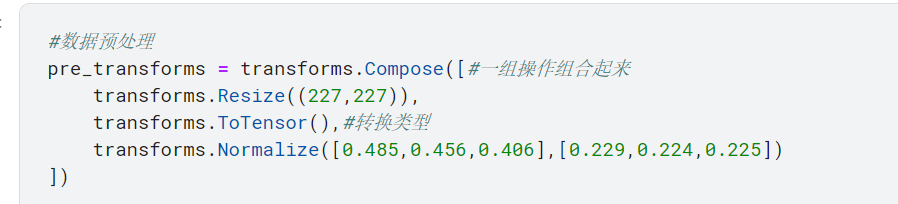 #数据预处理
pre_transforms = transforms.Compose([#一组操作组合起来
    transforms.Resize((227,227)),
    transforms.ToTensor(),#转换类型
    transforms.Normalize([0.485,0.456,0.406],[0.229,0.224,0.225])
])